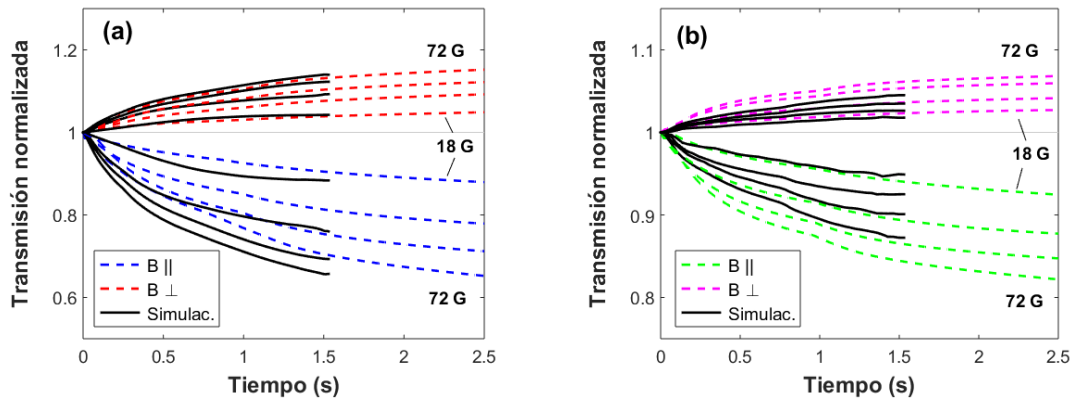 (a)
Transmisión normalizada
1.2
1
0.8
0.6
72 G
18 G
72 G
B ||
B ⊥
Simulac.
0
0.5
1
1.5
2
2.5
Tiempo (s)
(b)
Transmisión normalizada
1.1
1
0.9
0.8
72 G
18 G
72 G
B ||
B ⊥
Simulac.
0
0.5
1
1.5
2
2.5
Tiempo (s)